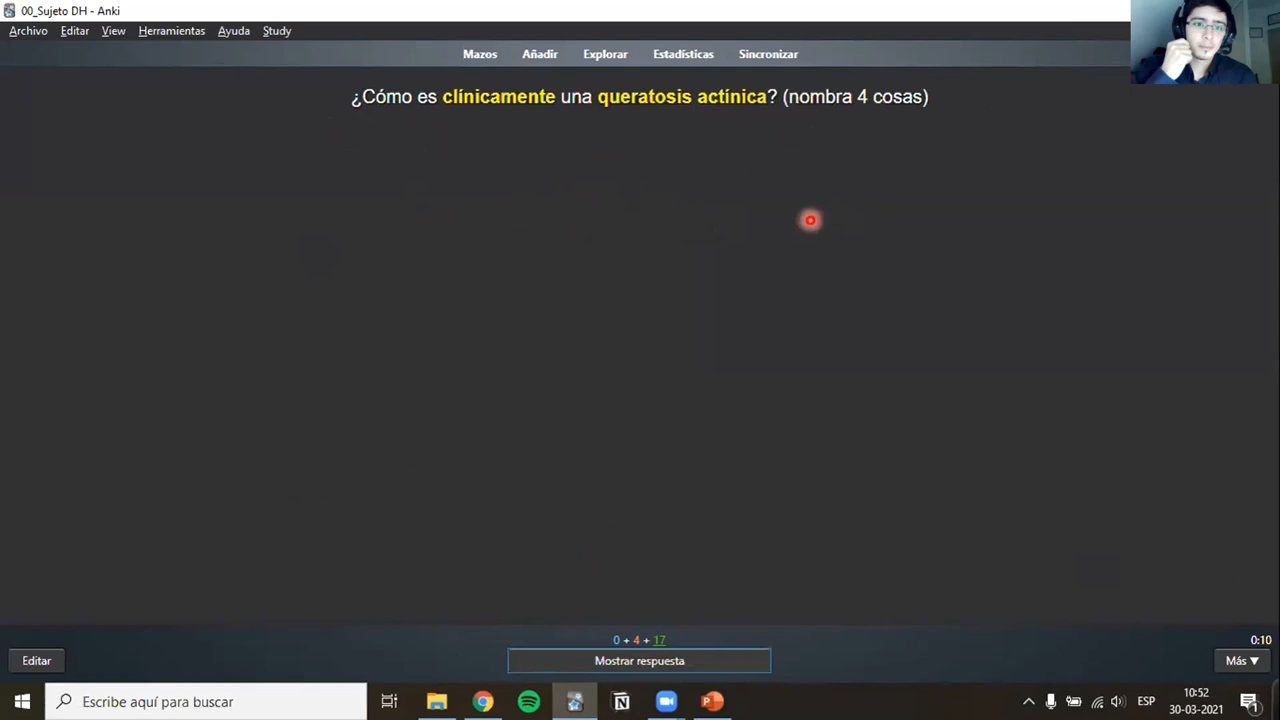 00_Sujeto DH - Anki
Archivo Editar View Herramientas Ayuda Study
Mazos Añadir Explorar Estadísticas Sincronizar
¿Cómo es clínicamente una queratosis actínica? (nombra 4 cosas)
0 + 4 + 17
0:10
Editar
Mostrar respuesta
Más ▼
Escribe aquí para buscar
ESP
10:52
30-03-2021
1